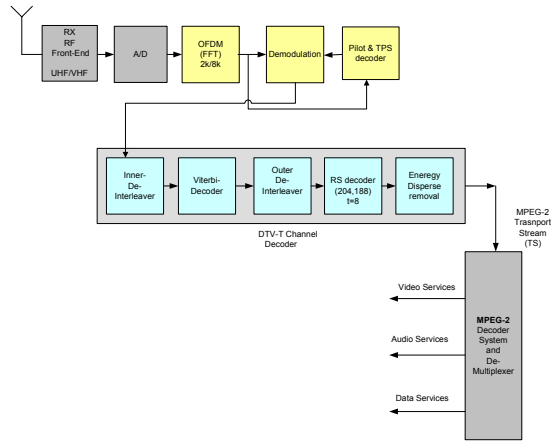 RX
RF
Front-End
UHF/VHF
A/D
OFDM
(FFT)
2k/8k
Demodulation
Pilot & TPS
decoder
Inner-
De-
Interleaver
Viterbi-
Decoder
Outer
De-
Interleaver
RS decoder
(204,188)
t=8
Eneregy
Disperse
removal
DTV-T Channel
Decoder
MPEG-2
Trasnport
Stream
(TS)
Video Services
Audio Services
Data Services
MPEG-2
Decoder
System
and
De-
Multiplexer